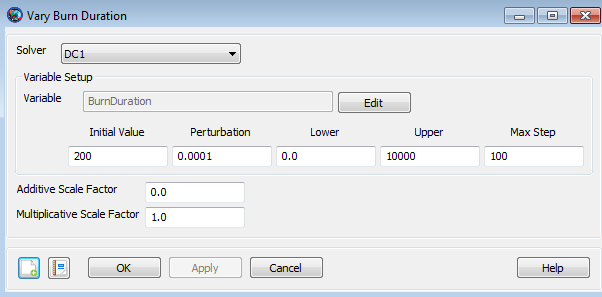 Vary Burn Duration
Solver DC1
Variable Setup
Variable BurnDuration Edit
Initial Value Perturbation Lower Upper Max Step
200 0.0001 0.0 10000 100
Additive Scale Factor 0.0
Multiplicative Scale Factor 1.0
OK Apply Cancel Help